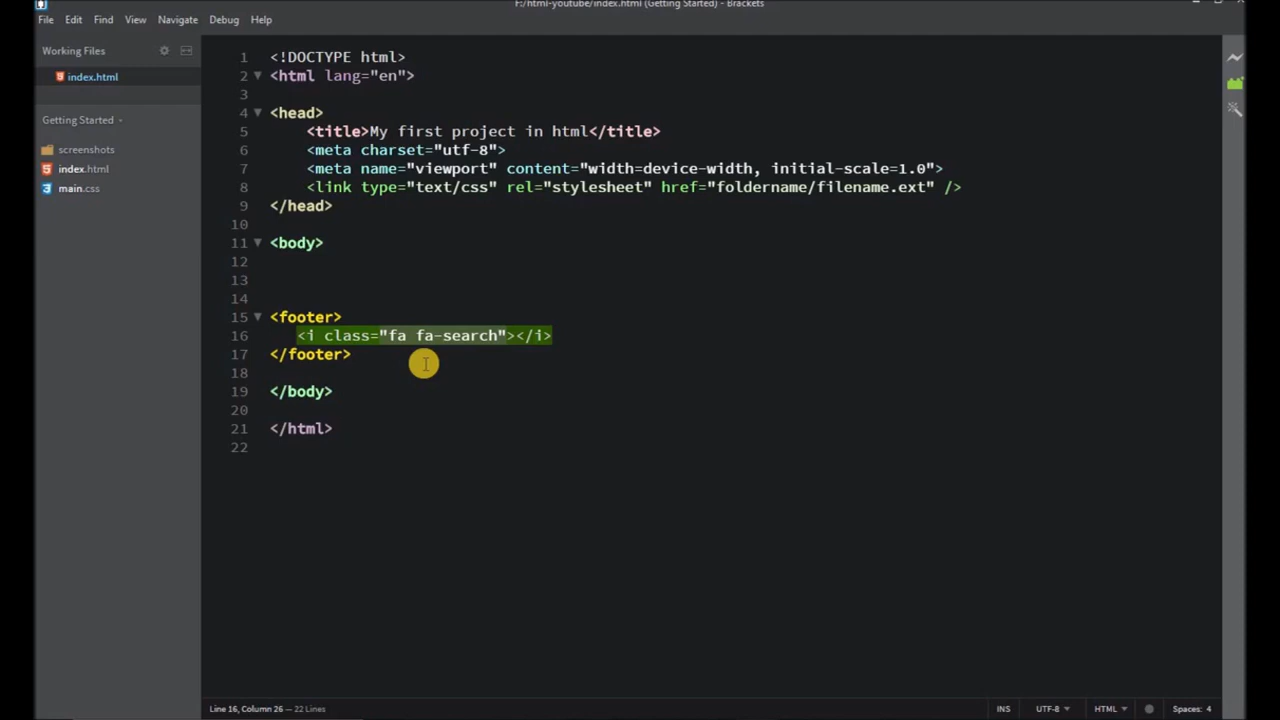 F:/html-youtube/index.html (Getting Started) - Brackets
File Edit Find View Navigate Debug Help
Working Files
index.html
Getting Started
screenshots
index.html
main.css
1 <!DOCTYPE html>
2 <html lang="en">
3
4 <head>
5 <title>My first project in html</title>
6 <meta charset="utf-8">
7 <meta name="viewport" content="width=device-width, initial-scale=1.0">
8 <link type="text/css" rel="stylesheet" href="foldername/filename.ext" />
9 </head>
10
11 <body>
12
13
14
15 <footer>
16 <i class="fa fa-search"></i>
17 </footer>
18
19 </body>
20
21 </html>
22
Line 16, Column 26 — 22 Lines INS UTF-8 HTML Spaces: 4